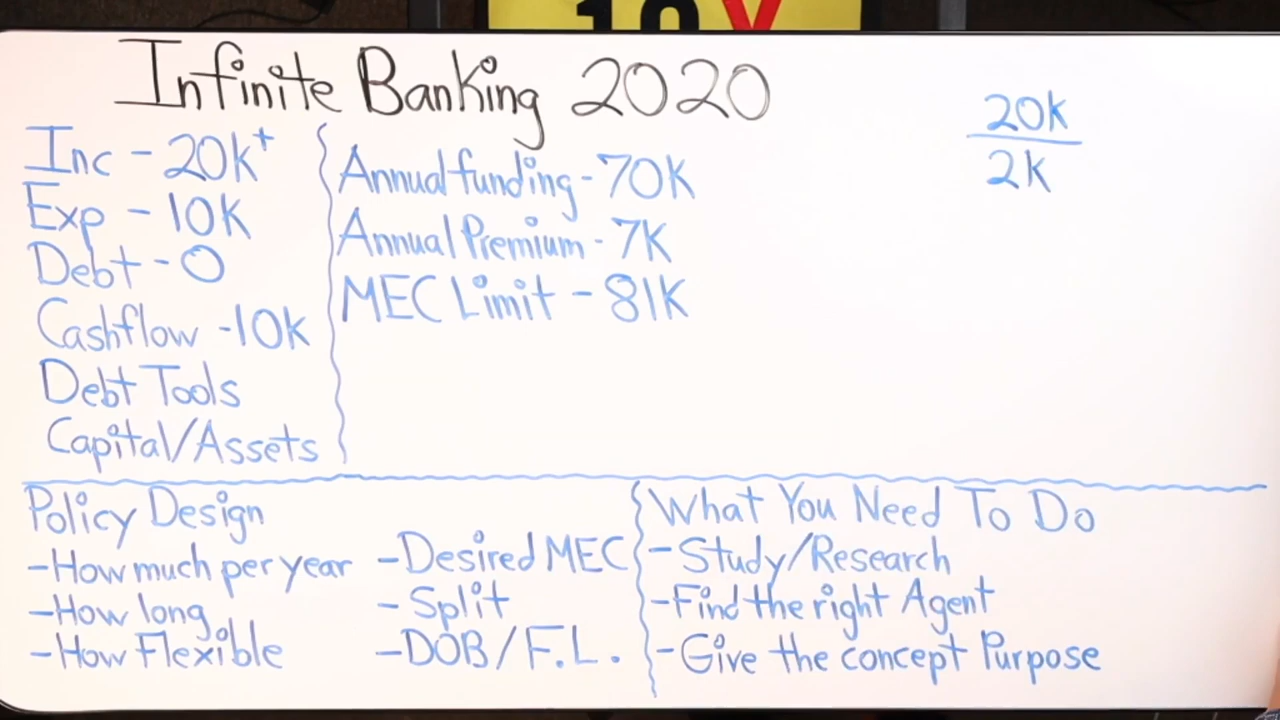 Infinite Banking 2020
Inc - 20K+
Exp - 10K
Debt - 0
Cashflow - 10K
Debt Tools
Capital/Assets
Annual funding - 70K
Annual Premium - 7K
MEC Limit - 81K
20K
2K
Policy Design
- How much per year
- How long
- How Flexible
- Desired MEC
- Split
- DOB / F.L.
What You Need To Do
- Study/Research
- Find the right Agent
- Give the concept Purpose